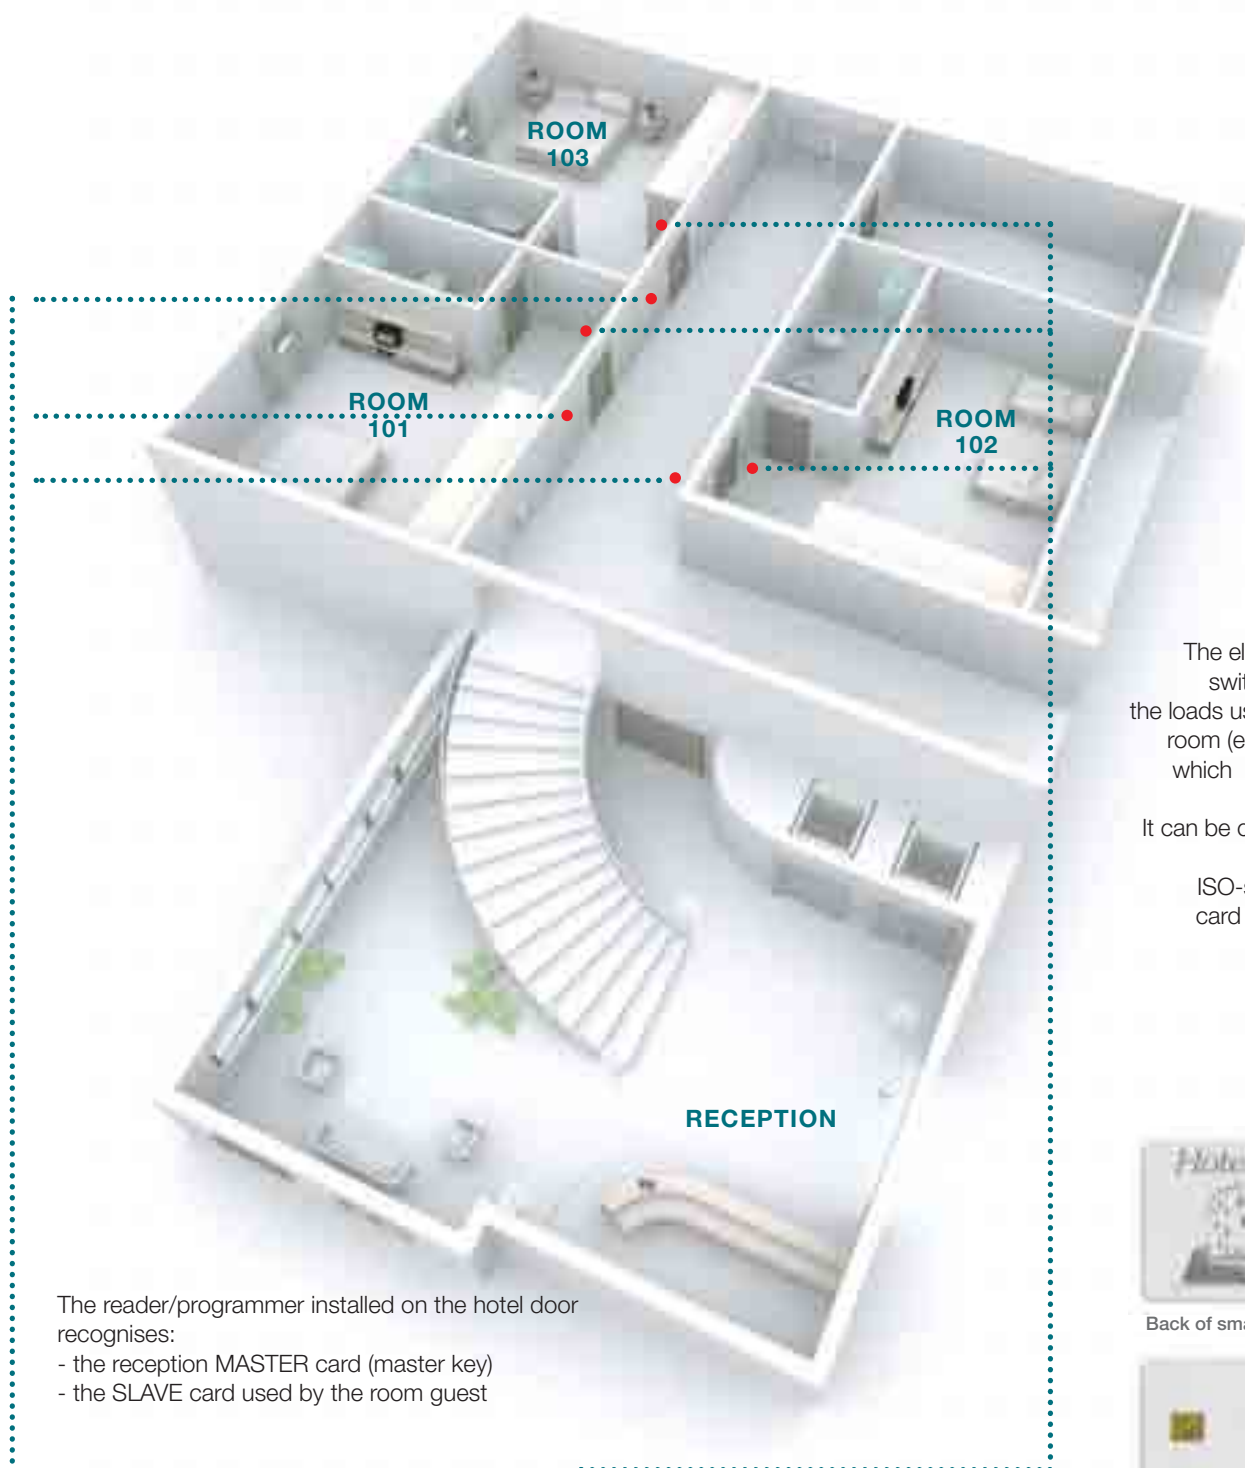 ROOM
103
ROOM
101
ROOM
102
The el
swit
the loads us
room (e
which
It can be c
ISO-s
card
RECEPTION
The reader/programmer installed on the hotel door
recognises:
- the reception MASTER card (master key)
- the SLAVE card used by the room guest
Hote
Back of sma